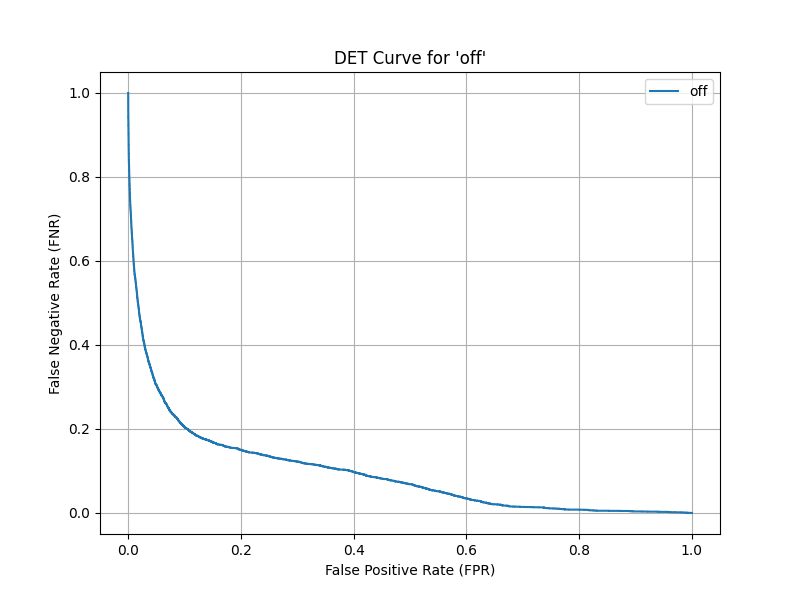 DET Curve for 'off'
off
1.0
0.8
0.6
0.4
0.2
0.0
False Negative Rate (FNR)
0.0 0.2 0.4 0.6 0.8 1.0
False Positive Rate (FPR)